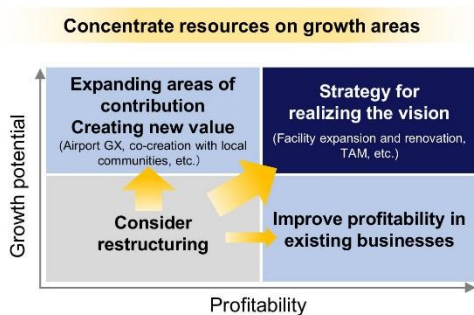 Concentrate resources on growth areas
Growth potential
Expanding areas of
contribution
Creating new value
(Airport GX, co-creation with local
communities, etc.)
Strategy for
realizing the vision
(Facility expansion and renovation,
TAM, etc.)
Consider
restructuring
Improve profitability in
existing businesses
Profitability